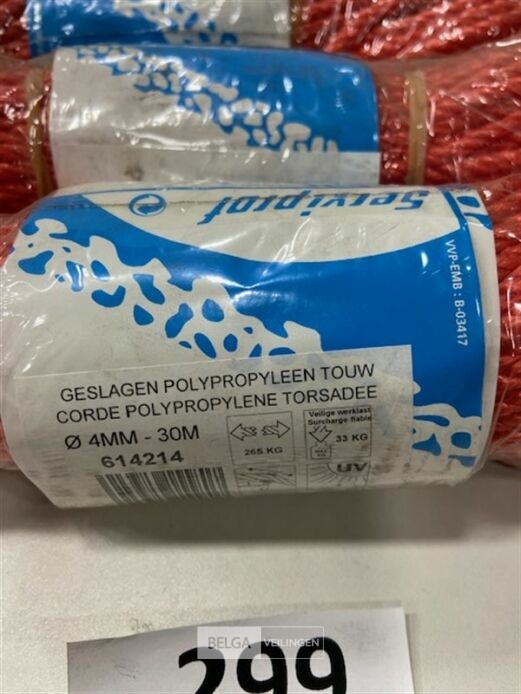 Serviprof
VVP-EMB : B-03417
GESLAGEN POLYPROPYLEEN TOUW
CORDE POLYPROPYLENE TORSADEE
Ø 4MM - 30M
614214
265 KG
Veilige werklast
Surcharge fiable
33 KG
UV
BELGA VEILINGEN
299